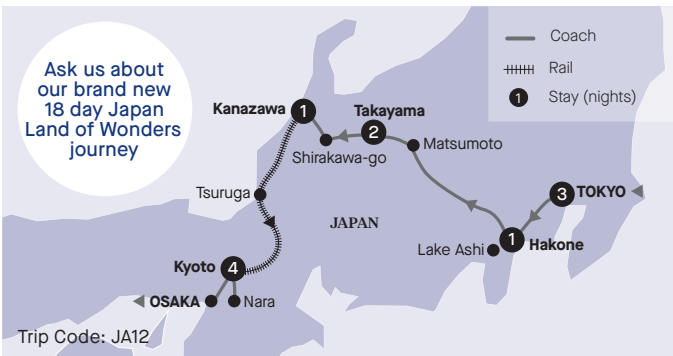 Ask us about
our brand new
18 day Japan
Land of Wonders
journey
Coach
Rail
1 Stay (nights)
Kanazawa 1
Takayama
2
Shirakawa-go
Matsumoto
Tsuruga
JAPAN
3 TOKYO
Lake Ashi
1 Hakone
Kyoto 4
OSAKA
Nara
Trip Code: JA12